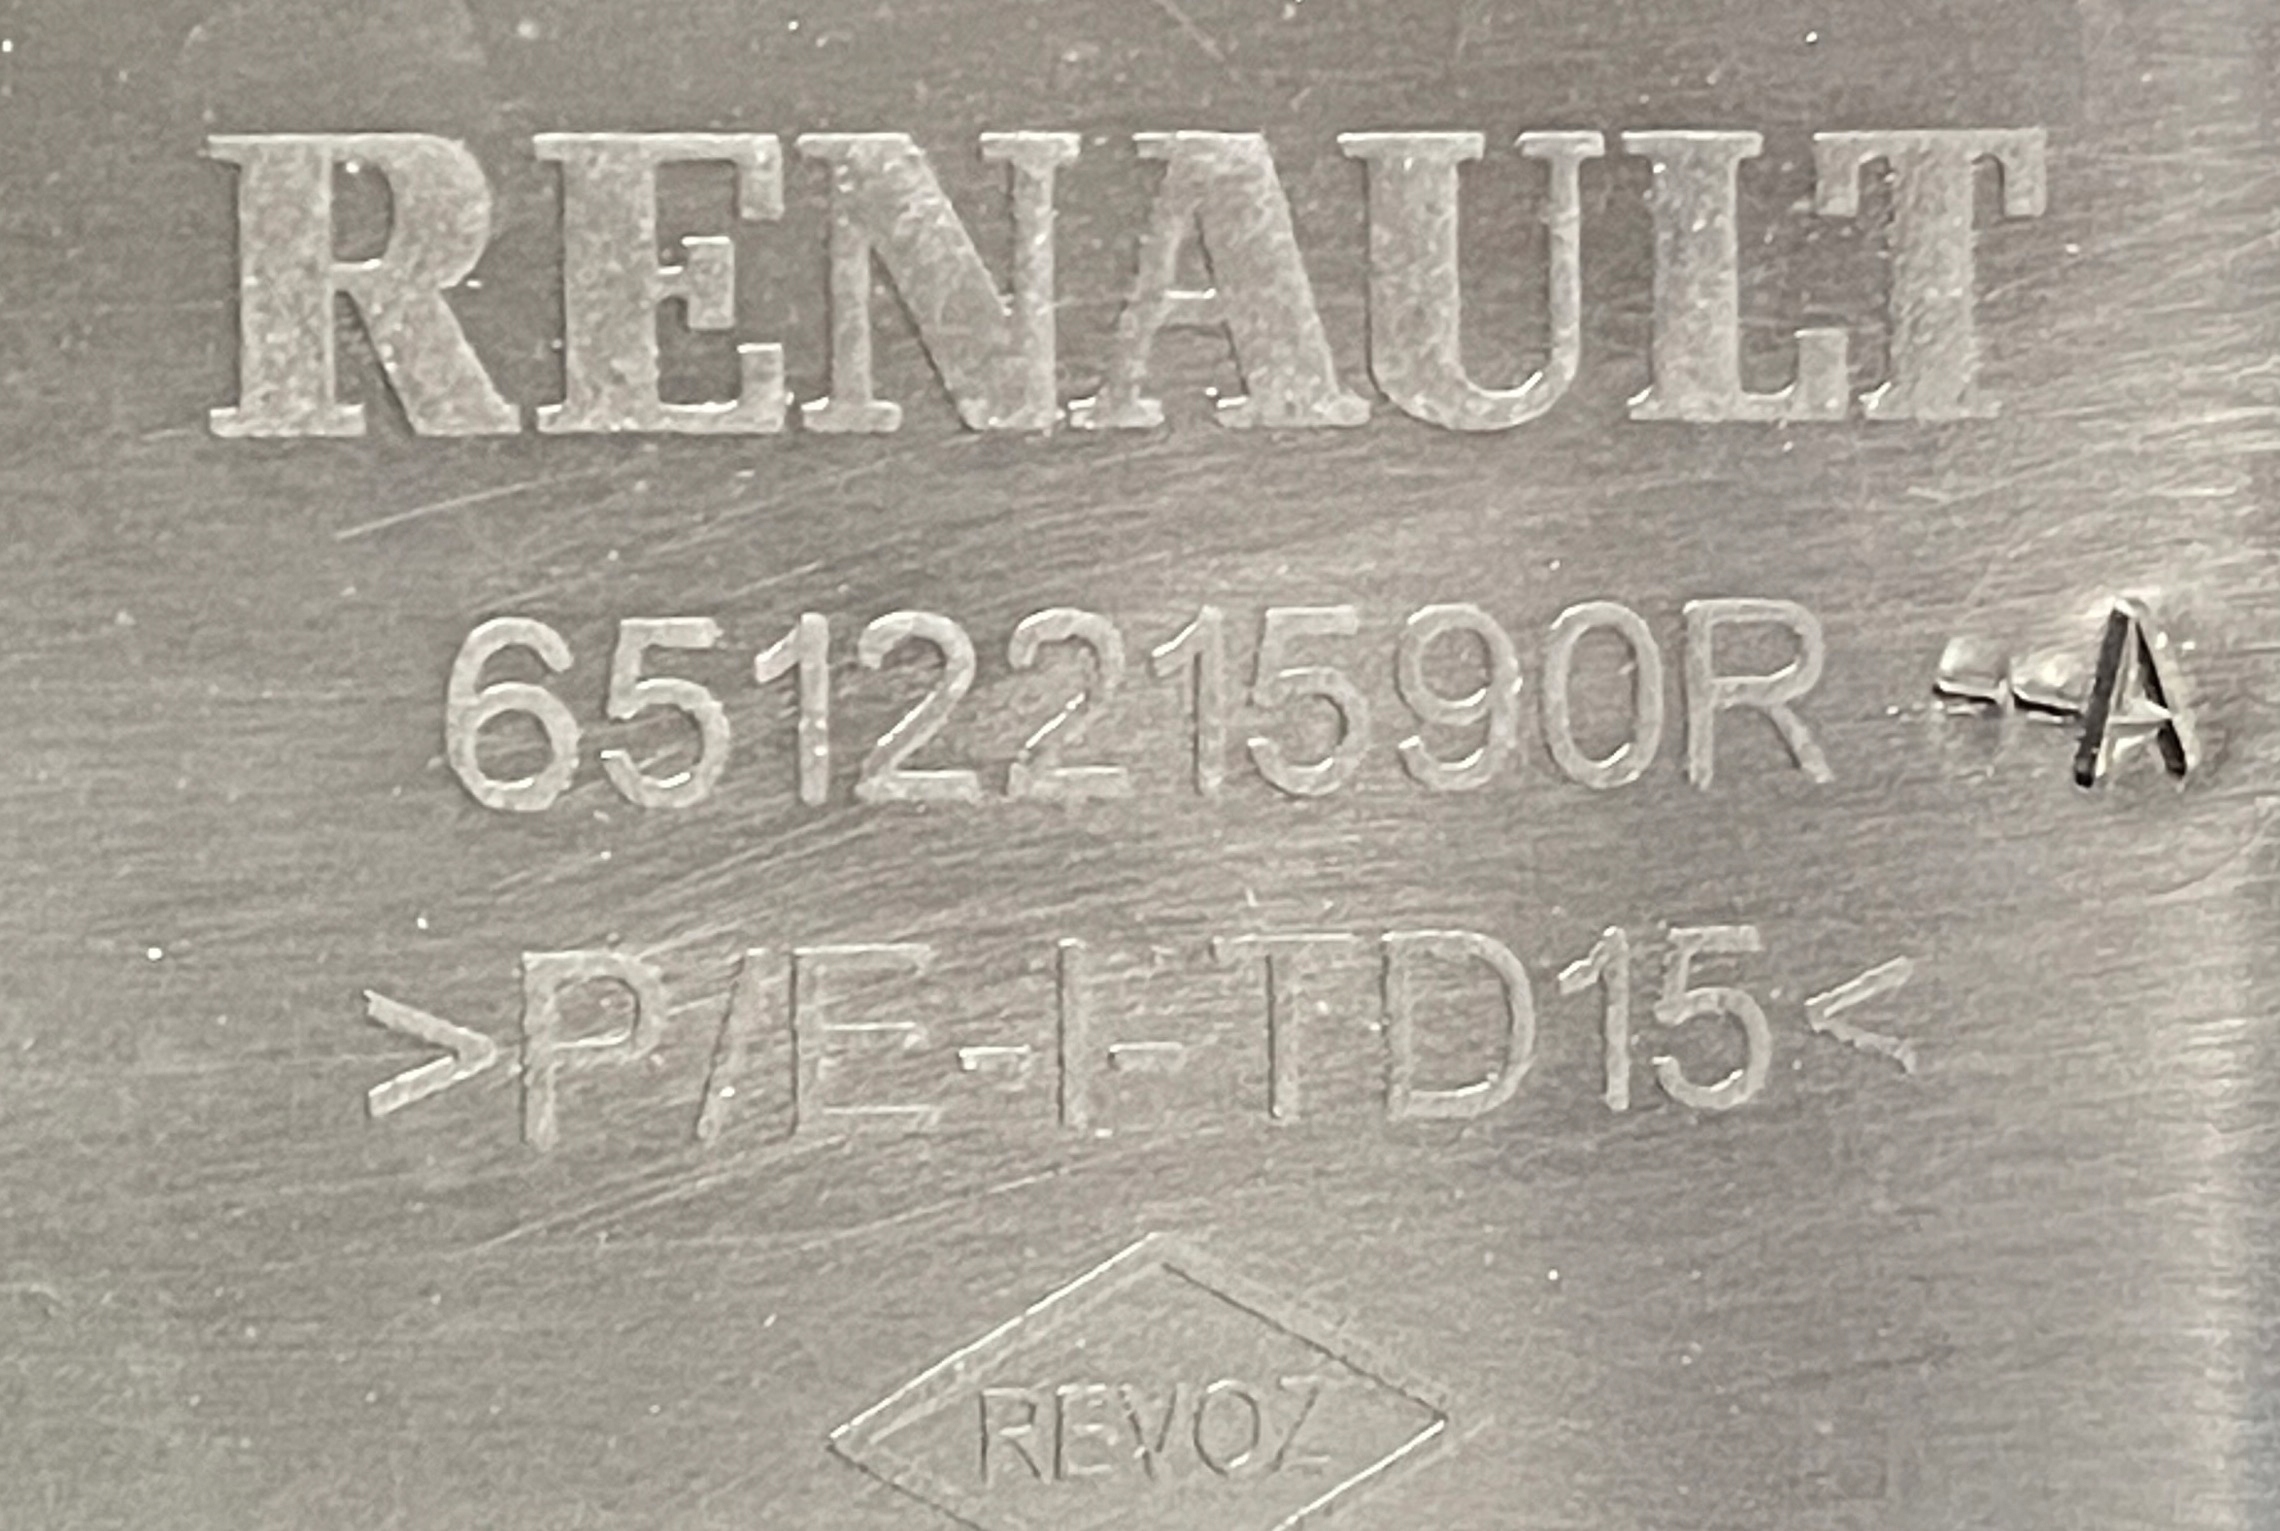 RENAULT
651221590R --A
>P/E-I-TD15<
REVOZ